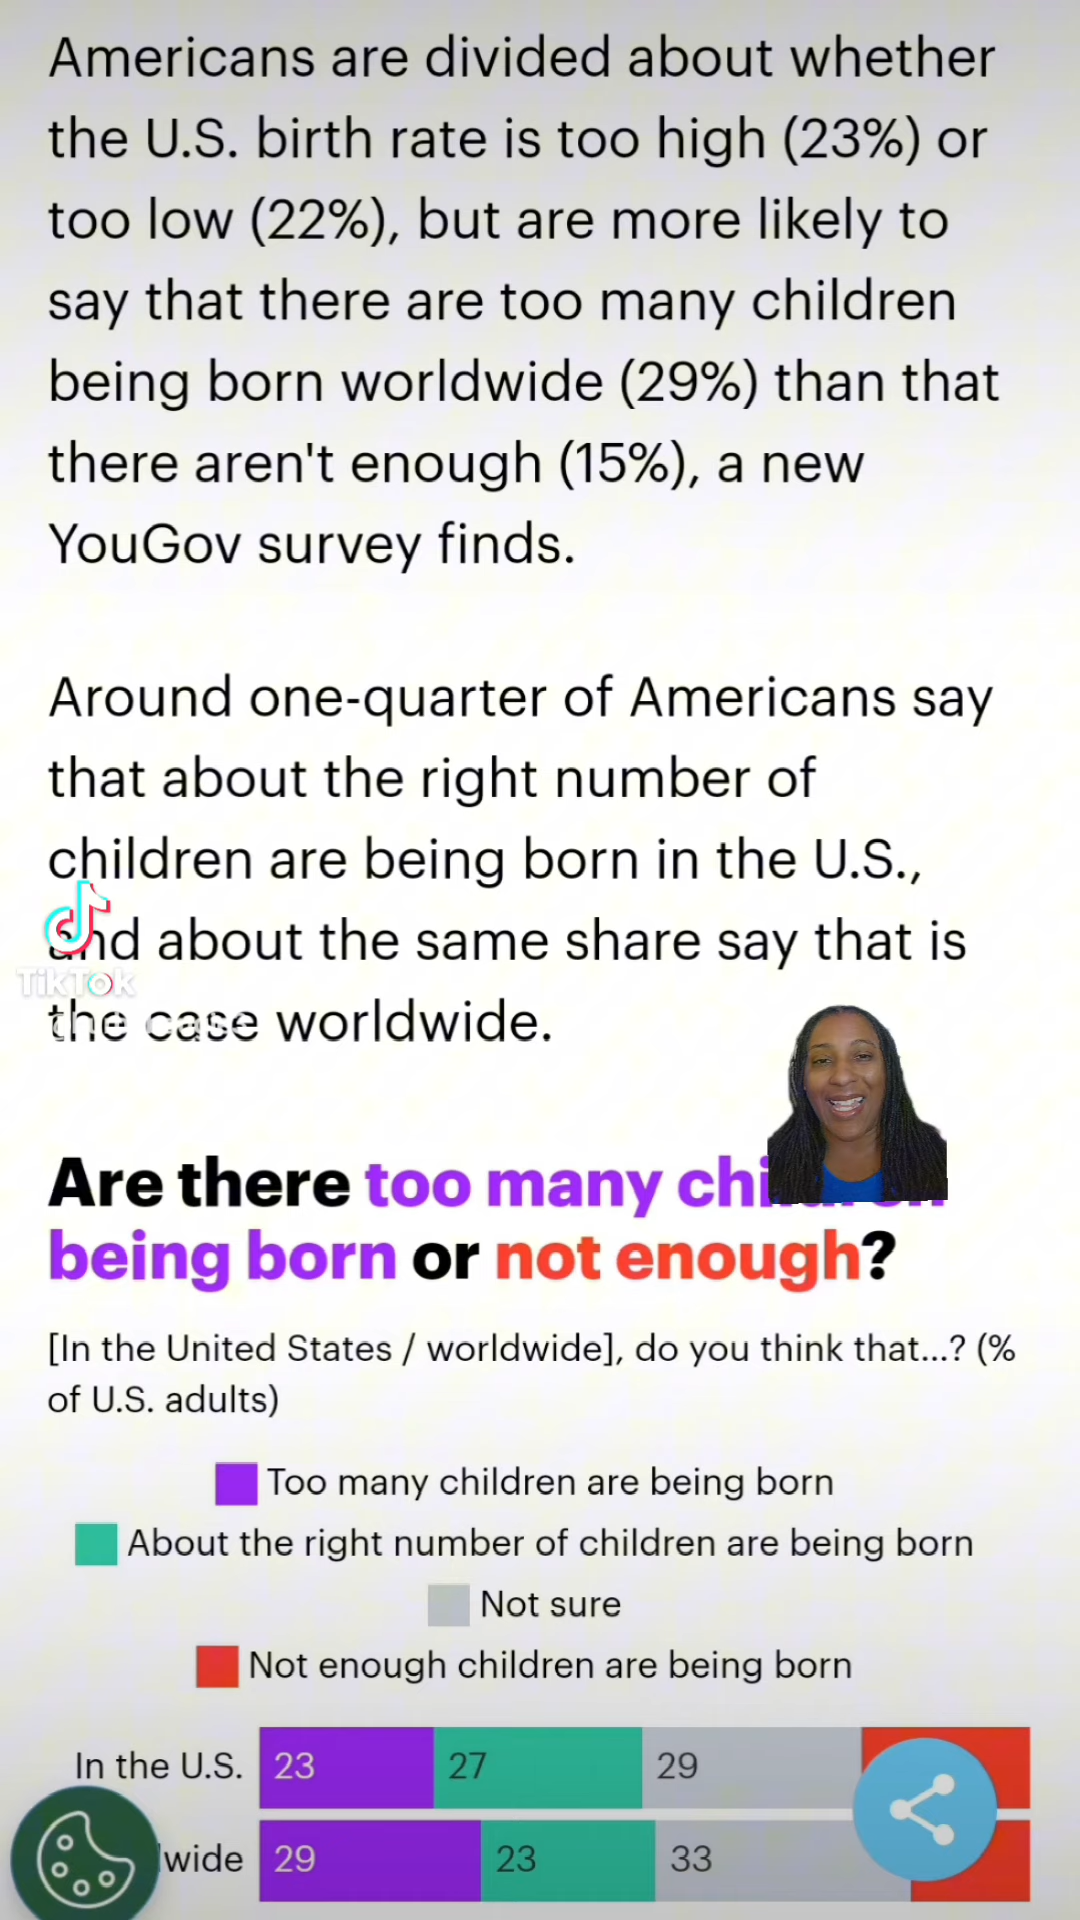 Americans are divided about whether
the U.S. birth rate is too high (23%) or
too low (22%), but are more likely to
say that there are too many children
being born worldwide (29%) than that
there aren't enough (15%), a new
YouGov survey finds.
Around one-quarter of Americans say
that about the right number of
children are being born in the U.S.,
and about the same share say that is
TikTok
the case worldwide.
Are there too many children
being born or not enough?
[In the United States / worldwide], do you think that...? (%
of U.S. adults)
Too many children are being born
About the right number of children are being born
Not sure
Not enough children are being born
In the U.S. 23 27 29
wide 29 23 33